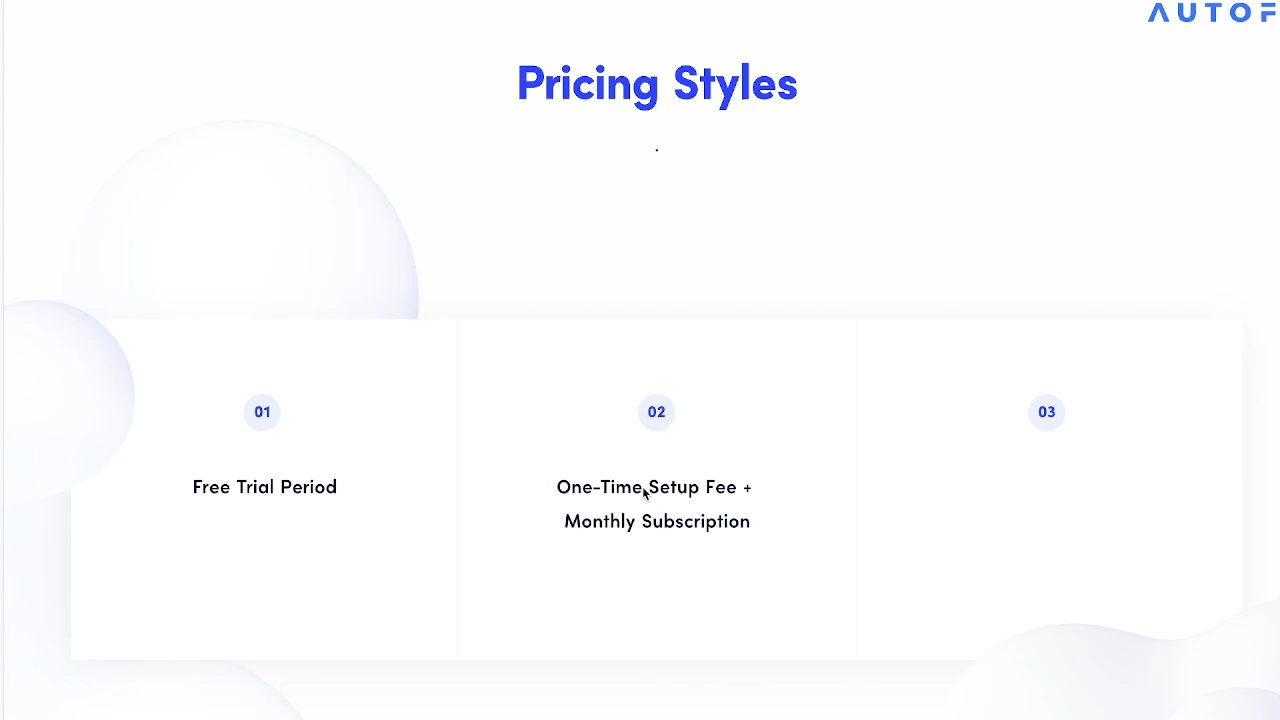 AUTOF
Pricing Styles
.
01
02
03
Free Trial Period
One-Time Setup Fee +
Monthly Subscription